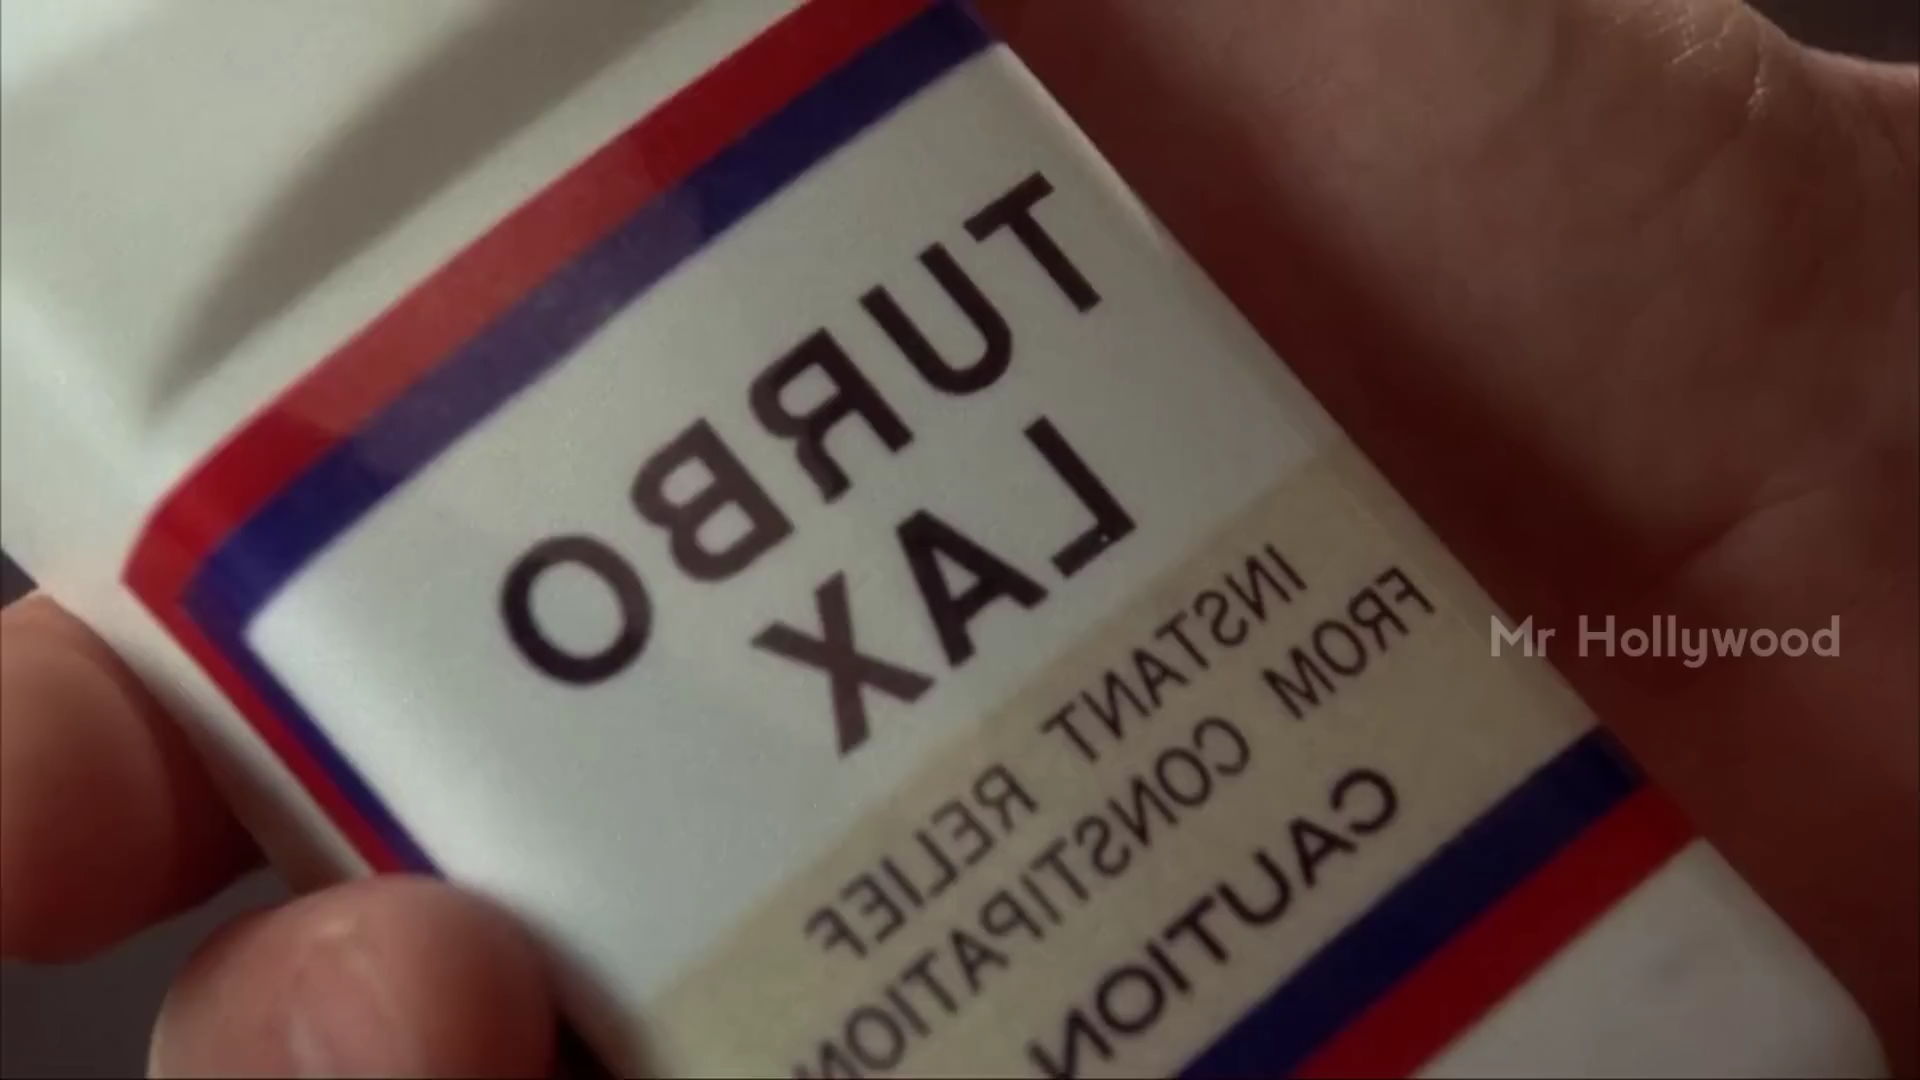 TURBO
LAX
INSTANT RELIEF
FROM CONSTIPATION
CAUTION
Mr Hollywood